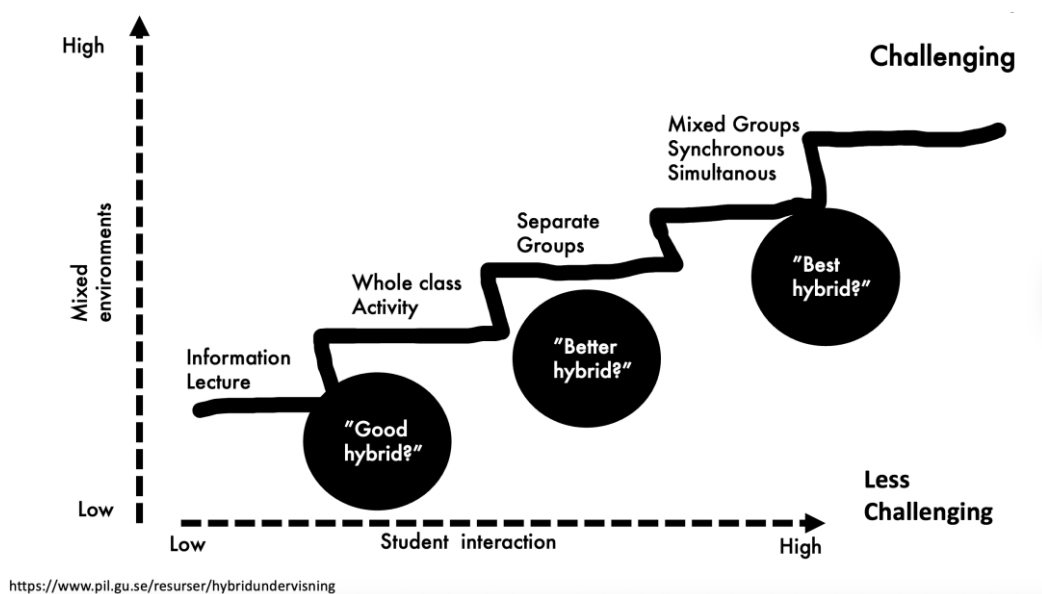 High
Challenging
Mixed Groups
Synchronous
Simultanous
Separate
Groups
"Best
hybrid?"
Mixed
environments
Whole class
Activity
"Better
hybrid?"
Information
Lecture
"Good
hybrid?"
Less
Challenging
Low
Low
Student interaction
High
https://www.pil.gu.se/resurser/hybridundervisning